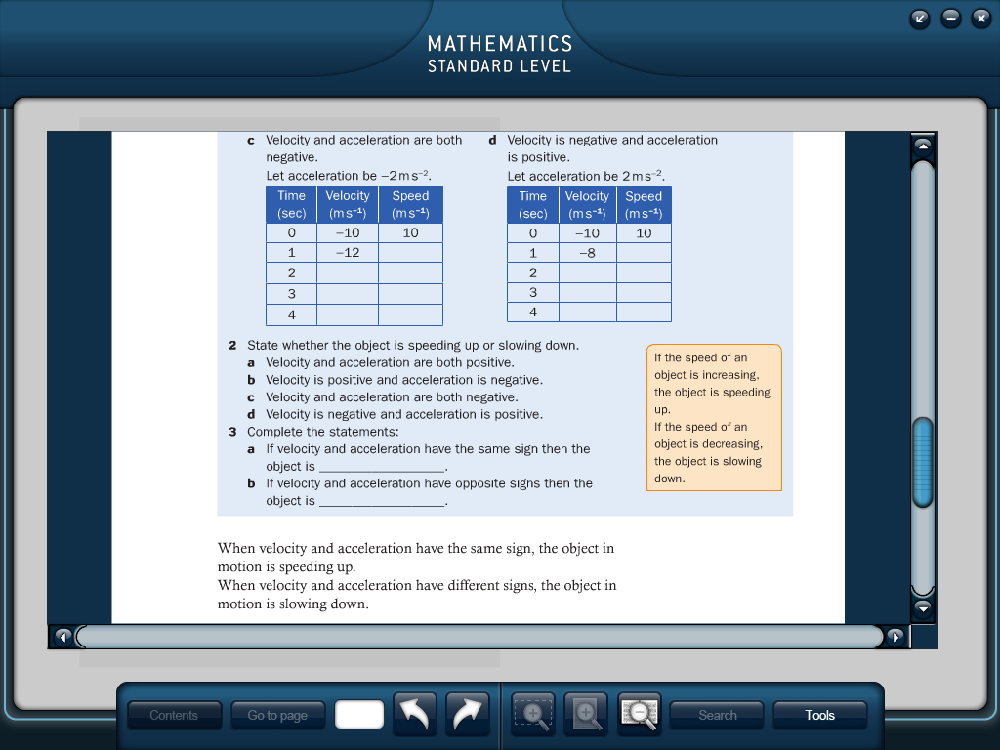 MATHEMATICS
STANDARD LEVEL
c Velocity and acceleration are both
negative.
Let acceleration be −2 m s⁻².
Time Velocity Speed
(sec) (m s⁻¹) (m s⁻¹)
0 −10 10
1 −12
2
3
4
d Velocity is negative and acceleration
is positive.
Let acceleration be 2 m s⁻².
Time Velocity Speed
(sec) (m s⁻¹) (m s⁻¹)
0 −10 10
1 −8
2
3
4
2 State whether the object is speeding up or slowing down.
a Velocity and acceleration are both positive.
b Velocity is positive and acceleration is negative.
c Velocity and acceleration are both negative.
d Velocity is negative and acceleration is positive.
3 Complete the statements:
a If velocity and acceleration have the same sign then the
object is ___________________.
b If velocity and acceleration have opposite signs then the
object is ___________________.
If the speed of an
object is increasing,
the object is speeding
up.
If the speed of an
object is decreasing,
the object is slowing
down.
When velocity and acceleration have the same sign, the object in
motion is speeding up.
When velocity and acceleration have different signs, the object in
motion is slowing down.
Contents Go to page Search Tools